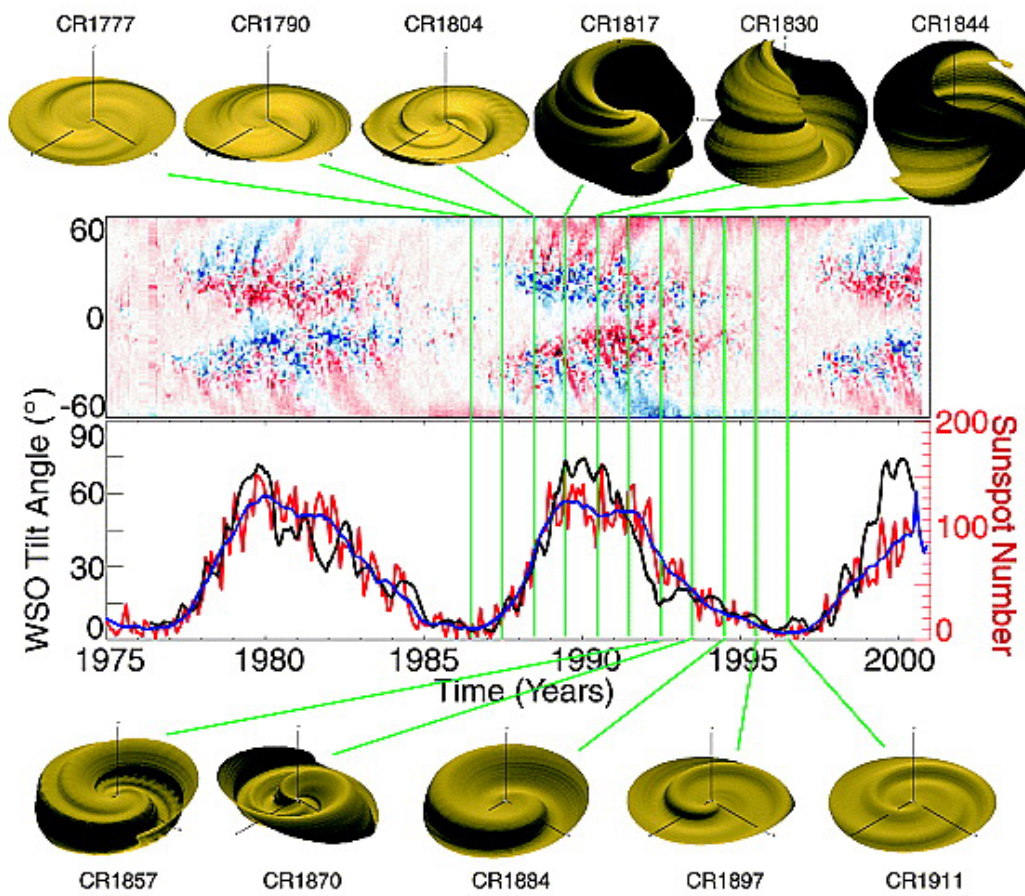 CR1777 CR1790 CR1804 CR1817 CR1830 CR1844
60
0
-60
90
60
30
0
WSO Tilt Angle (°)
200
100
0
Sunspot Number
1975 1980 1985 1990 1995 2000
Time (Years)
CR1857 CR1870 CR1884 CR1897 CR1911